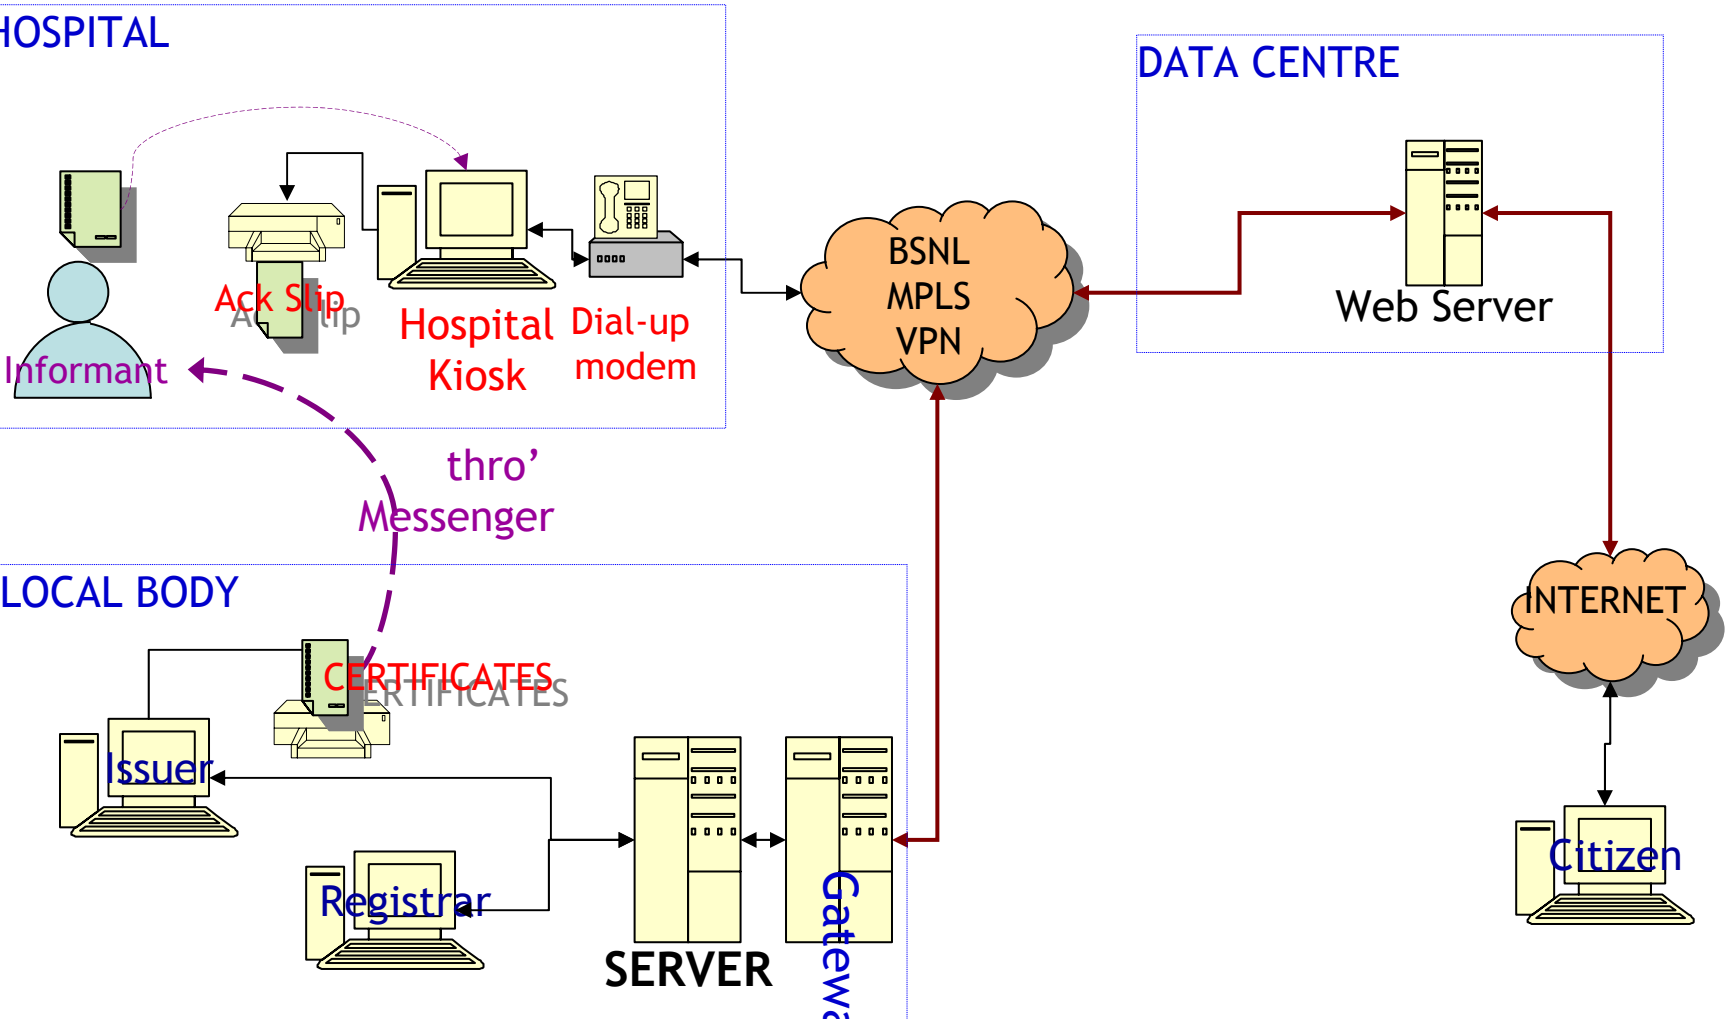 HOSPITAL
DATA CENTRE
Ack Slip
Informant
Hospital
Kiosk
Dial-up
modem
BSNL
MPLS
VPN
Web Server
thro’
Messenger
LOCAL BODY
CERTIFICATES
INTERNET
Issuer
Registrar
SERVER
Citizen